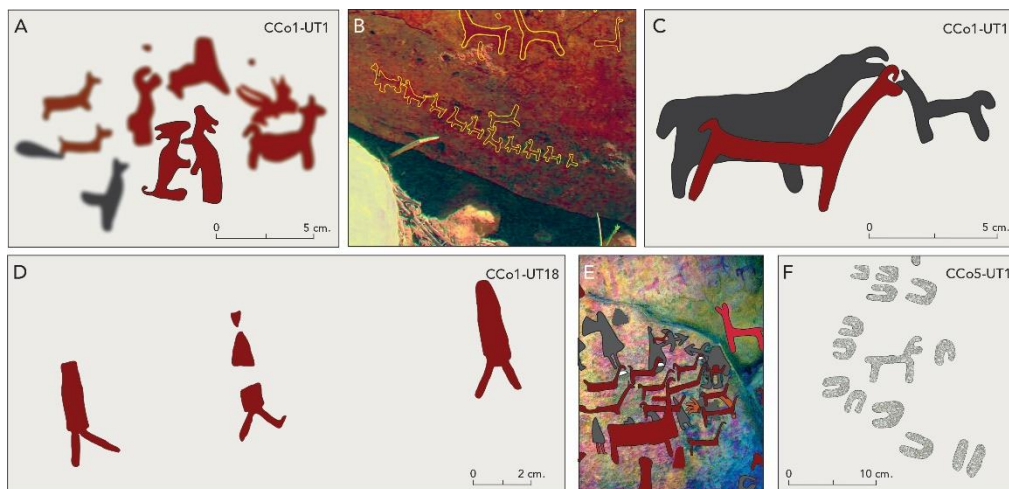 A
CCo1-UT1
0 5 cm.
B
C
CCo1-UT1
0 5 cm.
D
CCo1-UT18
0 2 cm.
E
F
CCo5-UT1
0 10 cm.